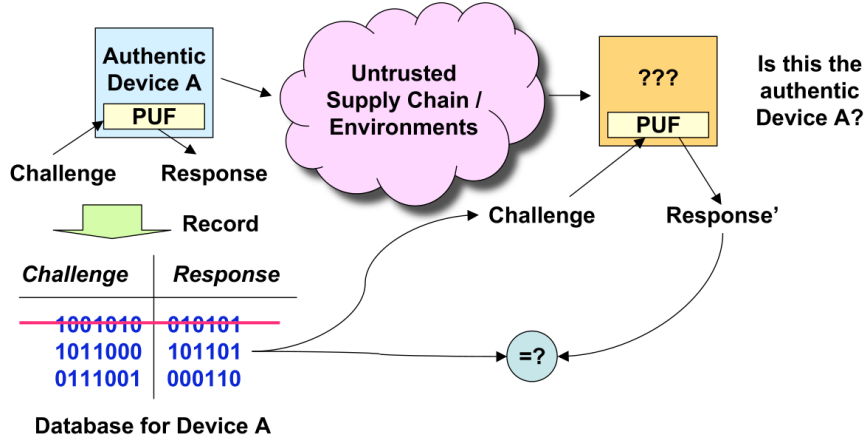 Authentic
Device A
PUF
Challenge
Response
Record
Untrusted
Supply Chain /
Environments
???
PUF
Is this the
authentic
Device A?
Challenge
Response’
Challenge Response
1001010 010101
1011000 101101
0111001 000110
=?
Database for Device A